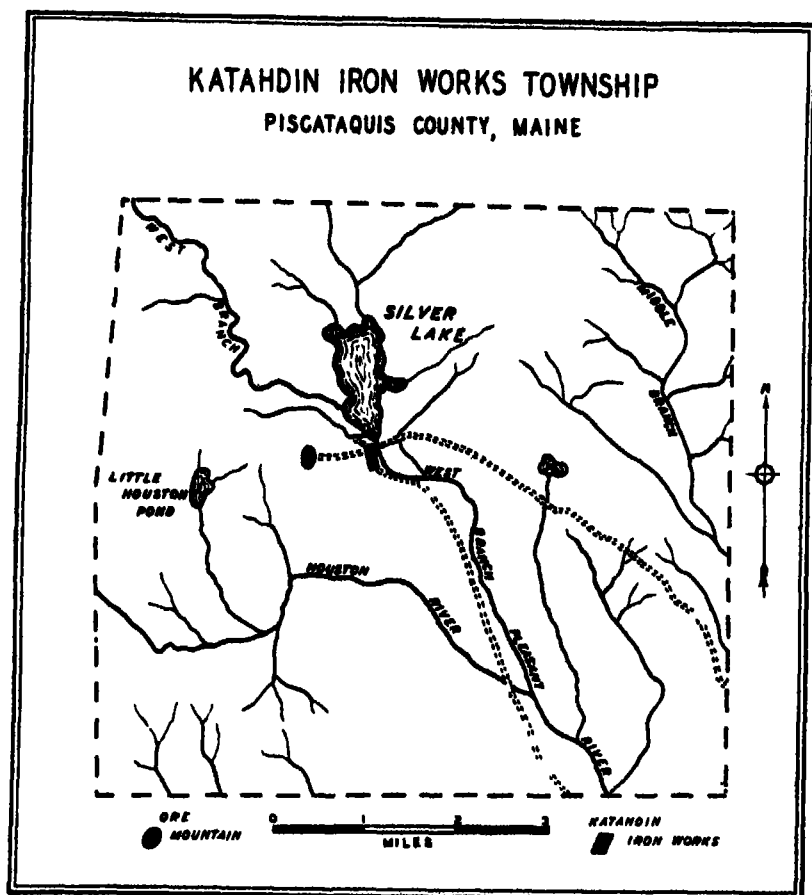 KATAHDIN IRON WORKS TOWNSHIP
PISCATAQUIS COUNTY, MAINE
WEST
BRANCH
SILVER
LAKE
MIDDLE
BRANCH
N
LITTLE
HOUSTON
POND
WEST
BRANCH
PLEASANT
RIVER
HOUSTON
RIVER
ORE
MOUNTAIN
0 1 2 3
MILES
KATAHDIN
IRON WORKS